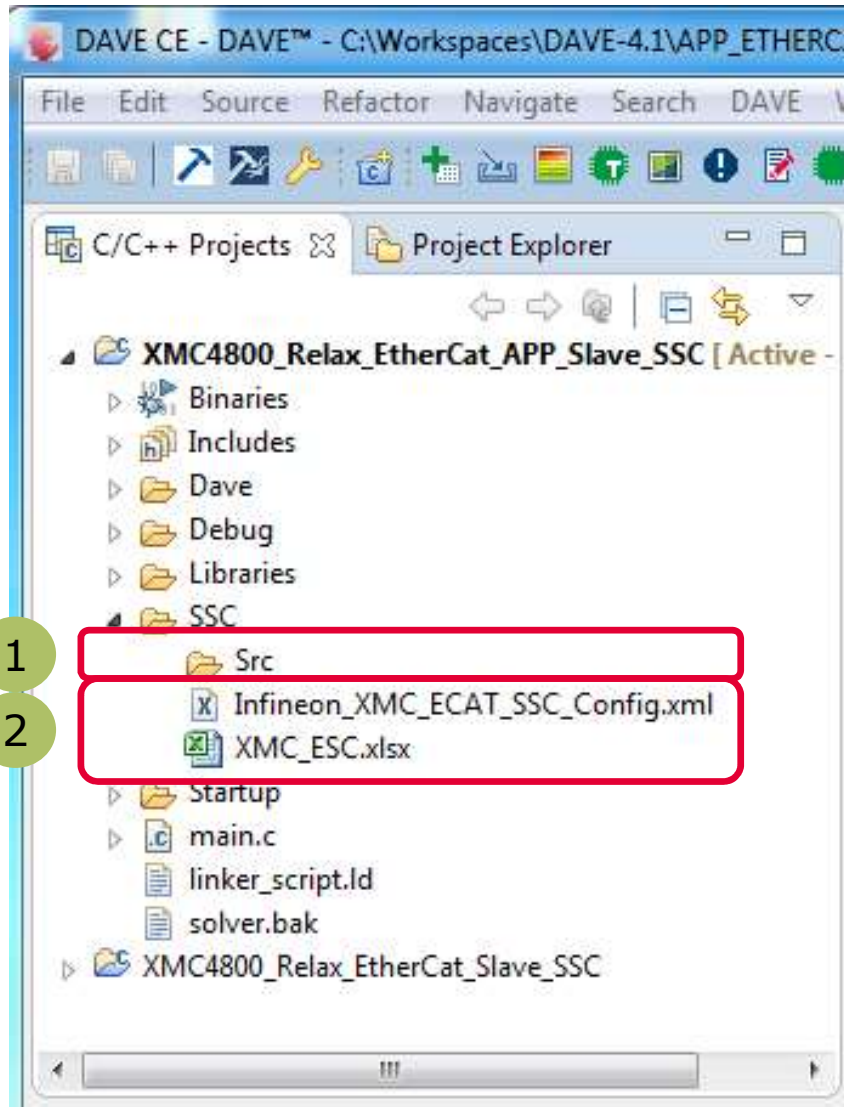 DAVE CE - DAVE™ - C:\Workspaces\DAVE-4.1\APP_ETHERC
File Edit Source Refactor Navigate Search DAVE
C/C++ Projects Project Explorer
XMC4800_Relax_EtherCat_APP_Slave_SSC [ Active -
Binaries
Includes
Dave
Debug
Libraries
SSC
1 Src
Infineon_XMC_ECAT_SSC_Config.xml
2 XMC_ESC.xlsx
Startup
main.c
linker_script.ld
solver.bak
XMC4800_Relax_EtherCat_Slave_SSC